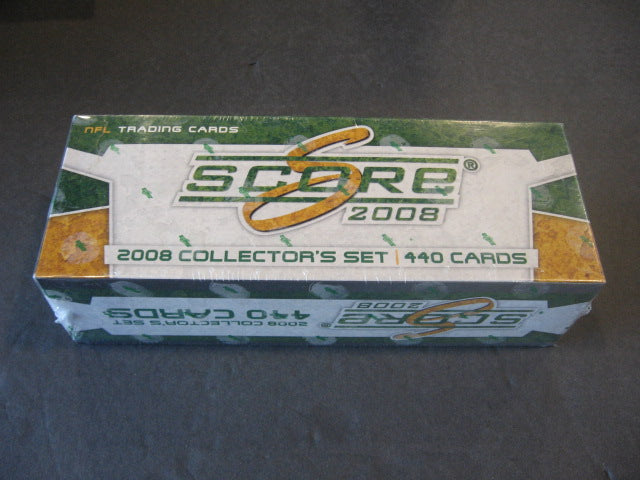 NFL TRADING CARDS
SCORE®
2008
2008 COLLECTOR'S SET | 440 CARDS
SCORE®
2008
2008 COLLECTOR'S SET
440 CARDS